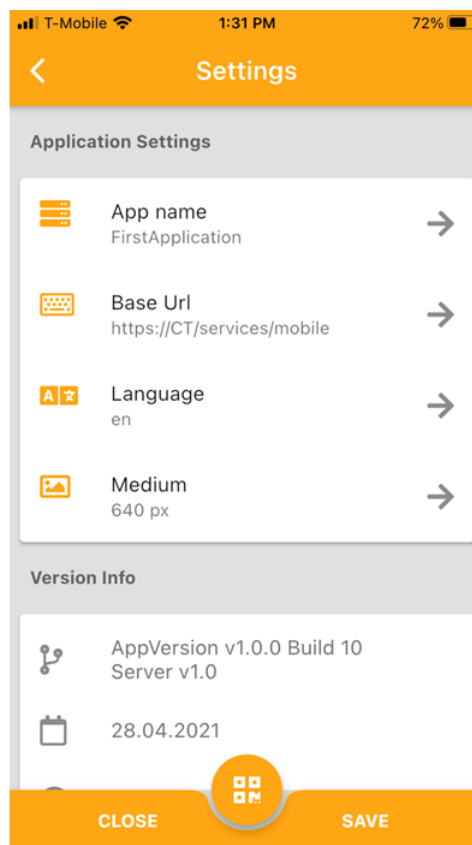 T-Mobile 1:31 PM 72%
Settings
Application Settings
App name
FirstApplication
Base Url
https://CT/services/mobile
A 文
Language
en
Medium
640 px
Version Info
AppVersion v1.0.0 Build 10
Server v1.0
28.04.2021
CLOSE SAVE